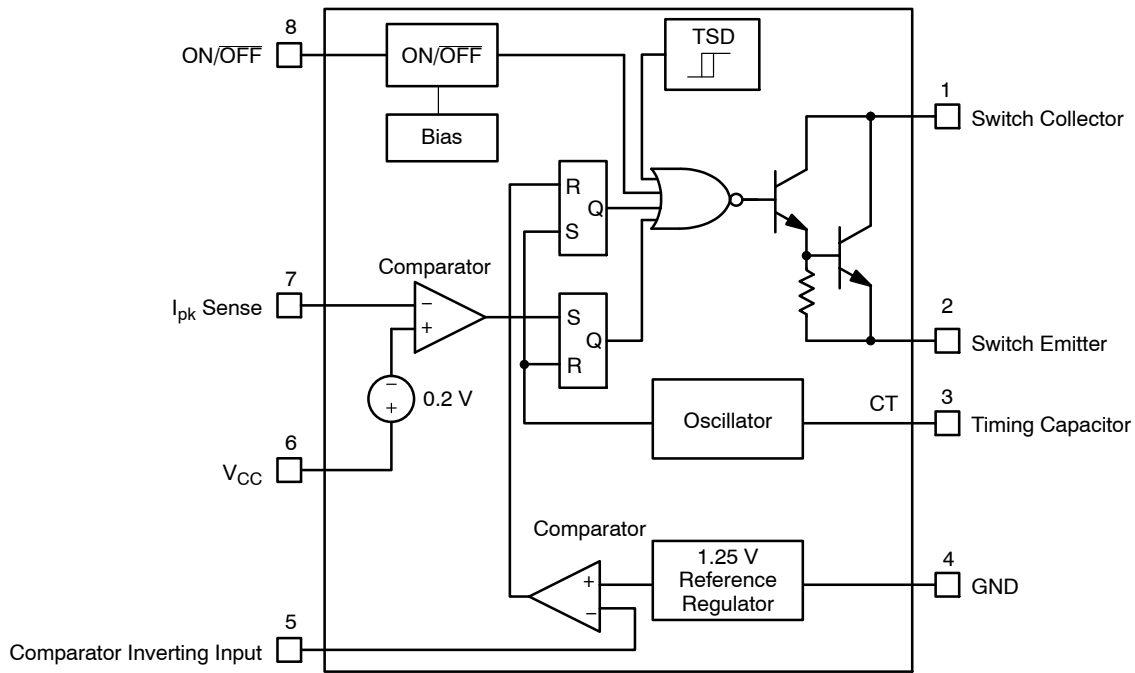 8
ON/OFF
ON/OFF
TSD
Bias
1
Switch Collector
R
Q
S
Comparator
7
Ipk Sense
−
+
S
Q
R
2
Switch Emitter
−
+
0.2 V
CT
3
Oscillator
Timing Capacitor
6
VCC
Comparator
1.25 V
Reference
Regulator
4
GND
+
−
5
Comparator Inverting Input